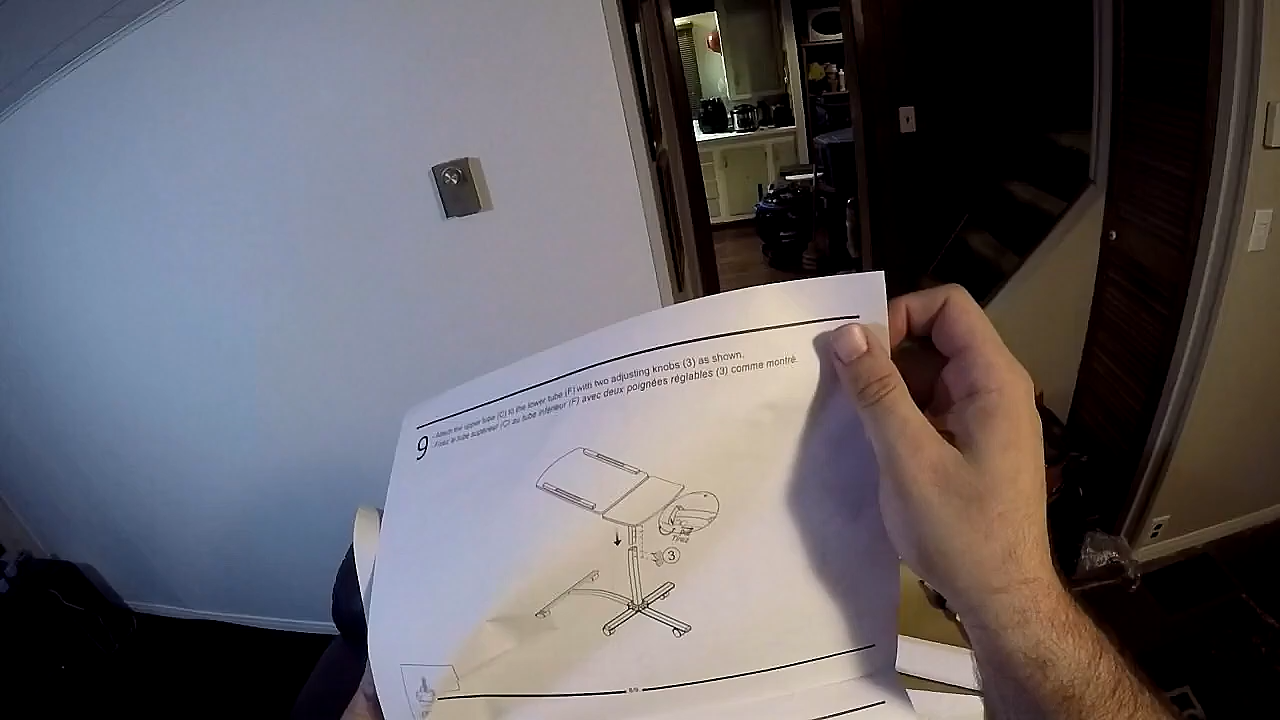 9
- Attach the upper tube (C) to the lower tube (F) with two adjusting knobs (3) as shown.
- Fixez le tube supérieur (C) au tube inférieur (F) avec deux poignées réglables (3) comme montré.
3